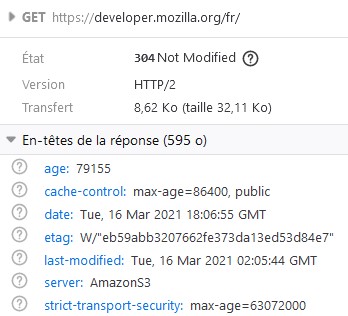 GET https://developer.mozilla.org/fr/
État 304 Not Modified ?
Version HTTP/2
Transfert 8,62 Ko (taille 32,11 Ko)
En-têtes de la réponse (595 o)
? age: 79155
? cache-control: max-age=86400, public
? date: Tue, 16 Mar 2021 18:06:55 GMT
? etag: W/"eb59abb3207662fe373da13ed53d84e7"
? last-modified: Tue, 16 Mar 2021 02:05:44 GMT
? server: AmazonS3
? strict-transport-security: max-age=63072000